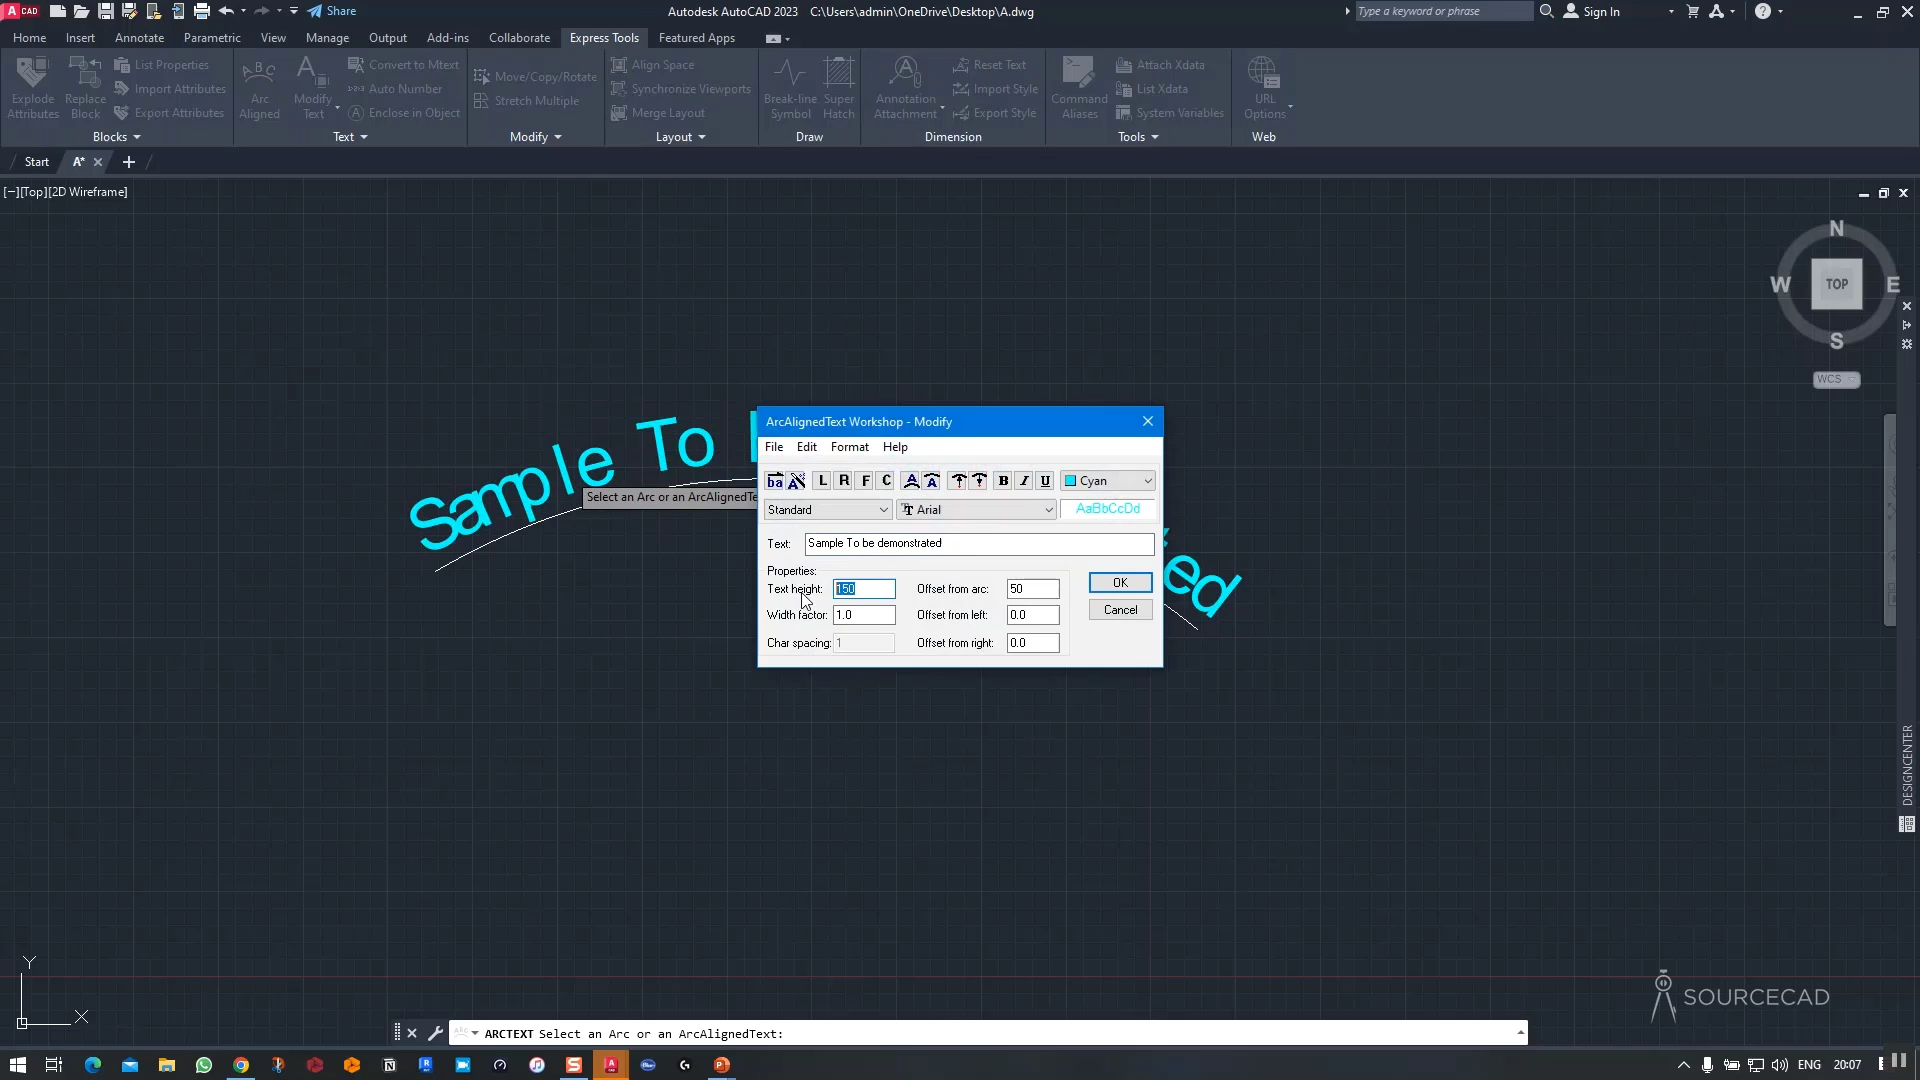 A CAD
Share
Autodesk AutoCAD 2023 C:\Users\admin\OneDrive\Desktop\A.dwg
Type a keyword or phrase
Sign In
Home Insert Annotate Parametric View Manage Output Add-ins Collaborate Express Tools Featured Apps
Explode Attributes
Replace Block
List Properties
Import Attributes
Export Attributes
Arc Aligned
Modify Text
Convert to Mtext
Auto Number
Enclose in Object
Move/Copy/Rotate
Stretch Multiple
Align Space
Synchronize Viewports
Merge Layout
Break-line Symbol
Super Hatch
Annotation Attachment
Reset Text
Import Style
Export Style
Command Aliases
Attach Xdata
List Xdata
System Variables
URL Options
Blocks Text Modify Layout Draw Dimension Tools Web
Start A*
[−][Top][2D Wireframe]
N
W TOP E
S
WCS
Sample To
ed
Select an Arc or an ArcAlignedTe
ArcAlignedText Workshop - Modify
File Edit Format Help
ba A L R F C A A B I U Cyan
Standard Arial AaBbCcDd
Text: Sample To be demonstrated
Properties:
Text height: 150 Offset from arc: 50 OK
Width factor: 1.0 Offset from left: 0.0 Cancel
Char spacing: 1 Offset from right: 0.0
DESIGNCENTER
Y
X
SOURCECAD
ARCTEXT Select an Arc or an ArcAlignedText:
ENG 20:07